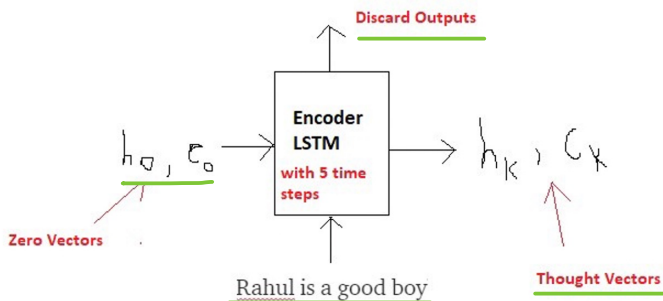 Discard Outputs
Encoder
LSTM
with 5 time
steps
h₀, c₀
hₖ, Cₖ
Zero Vectors
Thought Vectors
Rahul is a good boy